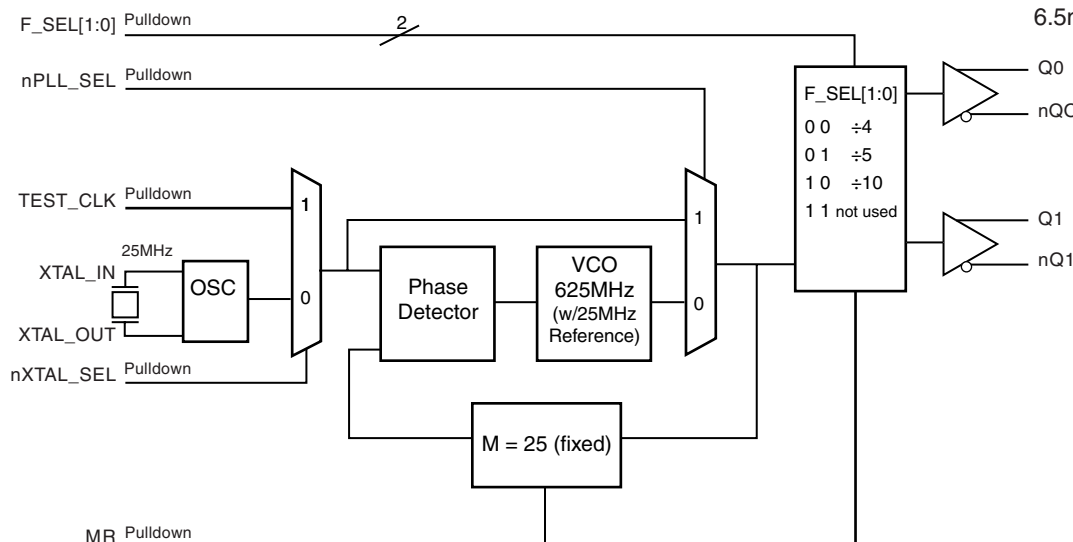 F_SEL[1:0] Pulldown
2
6.5
nPLL_SEL Pulldown
Q0
F_SEL[1:0]
0 0 ÷4
0 1 ÷5
1 0 ÷10
1 1 not used
TEST_CLK Pulldown
1
1
Q1
nQ1
25MHz
XTAL_IN
OSC
0
XTAL_OUT
Phase
Detector
VCO
625MHz
(w/25MHz
Reference)
0
nXTAL_SEL Pulldown
M = 25 (fixed)
MR Pulldown